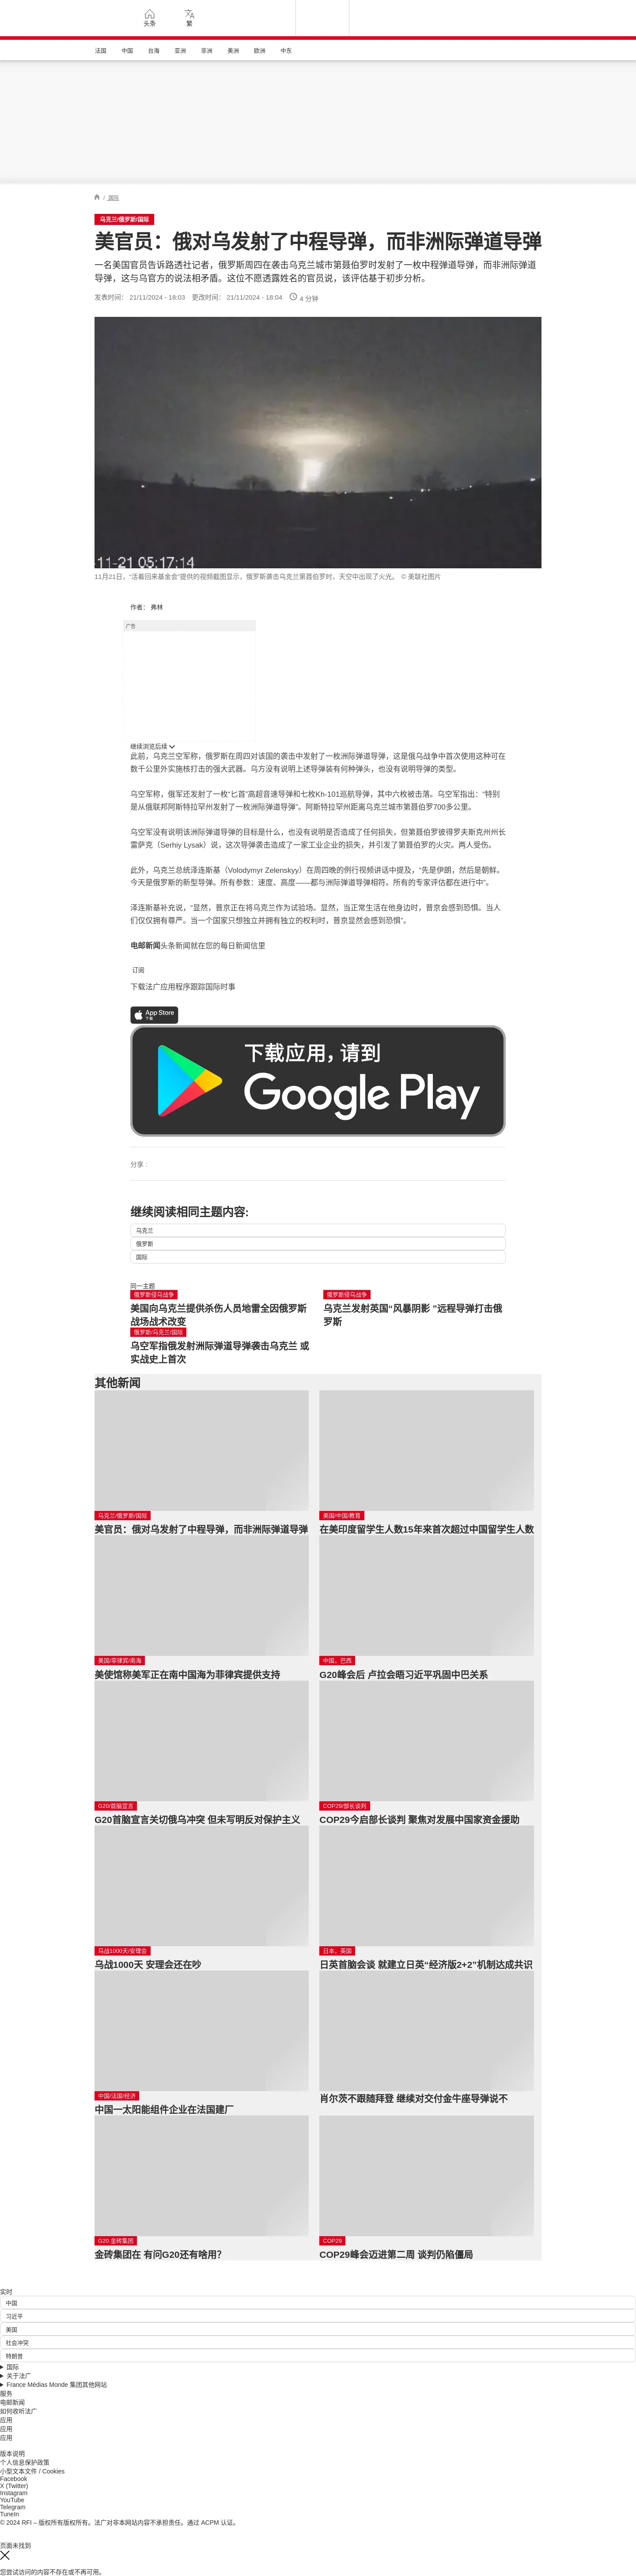 头条
繁
法国
中国
台海
亚洲
非洲
美洲
欧洲
中东
/ 国际
乌克兰/俄罗斯/国际
美官员：俄对乌发射了中程导弹，而非洲际弹道导弹
一名美国官员告诉路透社记者，俄罗斯周四在袭击乌克兰城市第聂伯罗时发射了一枚中程弹道导弹，而非洲际弹道
导弹，这与乌官方的说法相矛盾。这位不愿透露姓名的官员说，该评估基于初步分析。
发表时间： 21/11/2024 - 18:03 更改时间： 21/11/2024 - 18:04 4 分钟
-11-21 05:17:14
11月21日，“活着回来基金会”提供的视频截图显示，俄罗斯袭击乌克兰第聂伯罗时，天空中出现了火光。 © 美联社图片
作者： 弗林
广告
继续浏览后续
此前，乌克兰空军称，俄罗斯在周四对该国的袭击中发射了一枚洲际弹道导弹，这是俄乌战争中首次使用这种可在
数千公里外实施核打击的强大武器。乌方没有说明上述导弹装有何种弹头，也没有说明导弹的类型。
乌空军称，俄军还发射了一枚“匕首”高超音速导弹和七枚Kh-101巡航导弹，其中六枚被击落。乌空军指出：“特别
是从俄联邦阿斯特拉罕州发射了一枚洲际弹道导弹”。阿斯特拉罕州距离乌克兰城市第聂伯罗700多公里。
乌空军没有说明该洲际弹道导弹的目标是什么，也没有说明是否造成了任何损失，但第聂伯罗彼得罗夫斯克州州长
雷萨克（Serhiy Lysak）说，这次导弹袭击造成了一家工业企业的损失，并引发了第聂伯罗的火灾。两人受伤。
此外，乌克兰总统泽连斯基（Volodymyr Zelenskyy）在周四晚的例行视频讲话中提及，“先是伊朗，然后是朝鲜。
今天是俄罗斯的新型导弹。所有参数：速度、高度——都与洲际弹道导弹相符。所有的专家评估都在进行中”。
泽连斯基补充说，“显然，普京正在将乌克兰作为试验场。显然，当正常生活在他身边时，普京会感到恐惧。当人
们仅仅拥有尊严。当一个国家只想独立并拥有独立的权利时，普京显然会感到恐惧”。
电邮新闻头条新闻就在您的每日新闻信里
订阅
下载法广应用程序跟踪国际时事
App Store
下载
下载应用，请到
Google Play
分享 :
继续阅读相同主题内容:
乌克兰
俄罗斯
国际
同一主题
俄罗斯侵乌战争
美国向乌克兰提供杀伤人员地雷全因俄罗斯
战场战术改变
俄罗斯侵乌战争
乌克兰发射英国“风暴阴影 ”远程导弹打击俄
罗斯
俄罗斯/乌克兰/国际
乌空军指俄发射洲际弹道导弹袭击乌克兰 或
实战史上首次
其他新闻
乌克兰/俄罗斯/国际
美官员：俄对乌发射了中程导弹，而非洲际弹道导弹
美国/中国/教育
在美印度留学生人数15年来首次超过中国留学生人数
美国/菲律宾/南海
美使馆称美军正在南中国海为菲律宾提供支持
中国，巴西
G20峰会后 卢拉会晤习近平巩固中巴关系
G20/首脑宣言
G20首脑宣言关切俄乌冲突 但未写明反对保护主义
COP29/部长谈判
COP29今启部长谈判 聚焦对发展中国家资金援助
乌战1000天/安理会
乌战1000天 安理会还在吵
日本，英国
日英首脑会谈 就建立日英“经济版2+2”机制达成共识
中国/法国/经济
中国一太阳能组件企业在法国建厂
肖尔茨不跟随拜登 继续对交付金牛座导弹说不
G20 金砖集团
金砖集团在 有问G20还有啥用？
COP29
COP29峰会迈进第二周 谈判仍陷僵局
实时
中国
习近平
美国
社会冲突
特朗普
国际
关于法广
France Médias Monde 集团其他网站
服务
电邮新闻
如何收听法广
应用
应用
应用
版本说明
个人信息保护政策
小型文本文件 / Cookies
Facebook
X (Twitter)
Instagram
YouTube
Telegram
TuneIn
© 2024 RFI – 版权所有版权所有。法广对非本网站内容不承担责任。通过 ACPM 认证。
页面未找到
您尝试访问的内容不存在或不再可用。